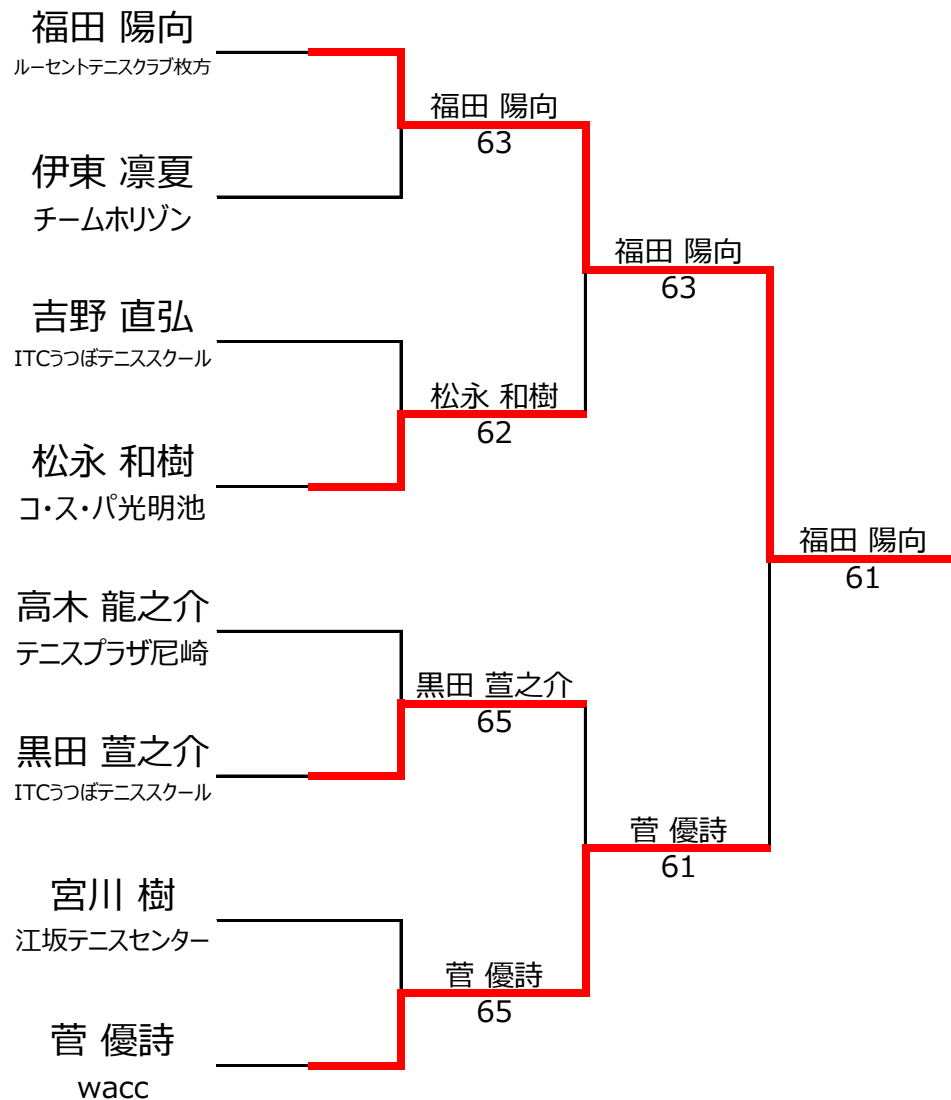 福田 陽向
ルーセントテニスクラブ枚方
福田 陽向
63
伊東 凛夏
チームホリゾン
福田 陽向
63
吉野 直弘
ITCうつぼテニススクール
松永 和樹
62
松永 和樹
コ・ス・パ光明池
福田 陽向
61
高木 龍之介
テニスプラザ尼崎
黒田 萱之介
65
黒田 萱之介
ITCうつぼテニススクール
菅 優詩
61
宮川 樹
江坂テニスセンター
菅 優詩
65
菅 優詩
wacc